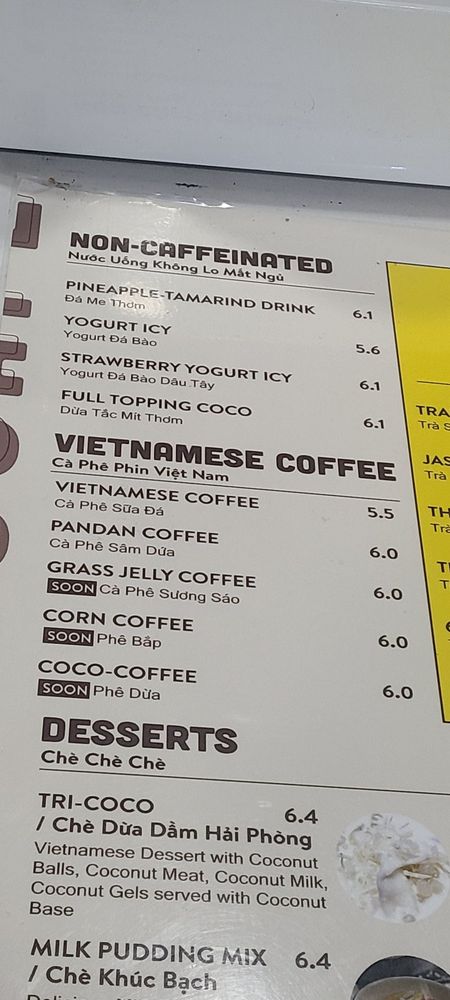 NON-CAFFEINATED
Nước Uống Không Lo Mất Ngủ
PINEAPPLE-TAMARIND DRINK 6.1
Đá Me Thơm
YOGURT ICY 5.6
Yogurt Đá Bào
STRAWBERRY YOGURT ICY 6.1
Yogurt Đá Bào Dâu Tây
FULL TOPPING COCO 6.1
Dừa Tắc Mít Thơm
VIETNAMESE COFFEE
Cà Phê Phin Việt Nam
VIETNAMESE COFFEE 5.5
Cà Phê Sữa Đá
PANDAN COFFEE 6.0
Cà Phê Sâm Dứa
GRASS JELLY COFFEE 6.0
SOON Cà Phê Sương Sáo
CORN COFFEE 6.0
SOON Phê Bắp
COCO-COFFEE 6.0
SOON Phê Dừa
DESSERTS
Chè Chè Chè
TRI-COCO 6.4
/ Chè Dừa Dầm Hải Phòng
Vietnamese Dessert with Coconut
Balls, Coconut Meat, Coconut Milk,
Coconut Gels served with Coconut
Base
MILK PUDDING MIX 6.4
/ Chè Khúc Bạch
TRA
Trà S
JAS
Trà
TH
Trà